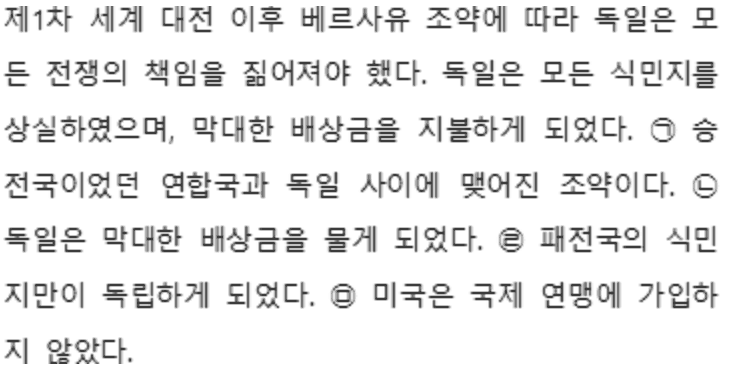 제1차 세계 대전 이후 베르사유 조약에 따라 독일은 모
든 전쟁의 책임을 짊어져야 했다. 독일은 모든 식민지를
상실하였으며, 막대한 배상금을 지불하게 되었다. ㉠ 승
전국이었던 연합국과 독일 사이에 맺어진 조약이다. ㉡
독일은 막대한 배상금을 물게 되었다. ㉣ 패전국의 식민
지만이 독립하게 되었다. ㉤ 미국은 국제 연맹에 가입하
지 않았다.